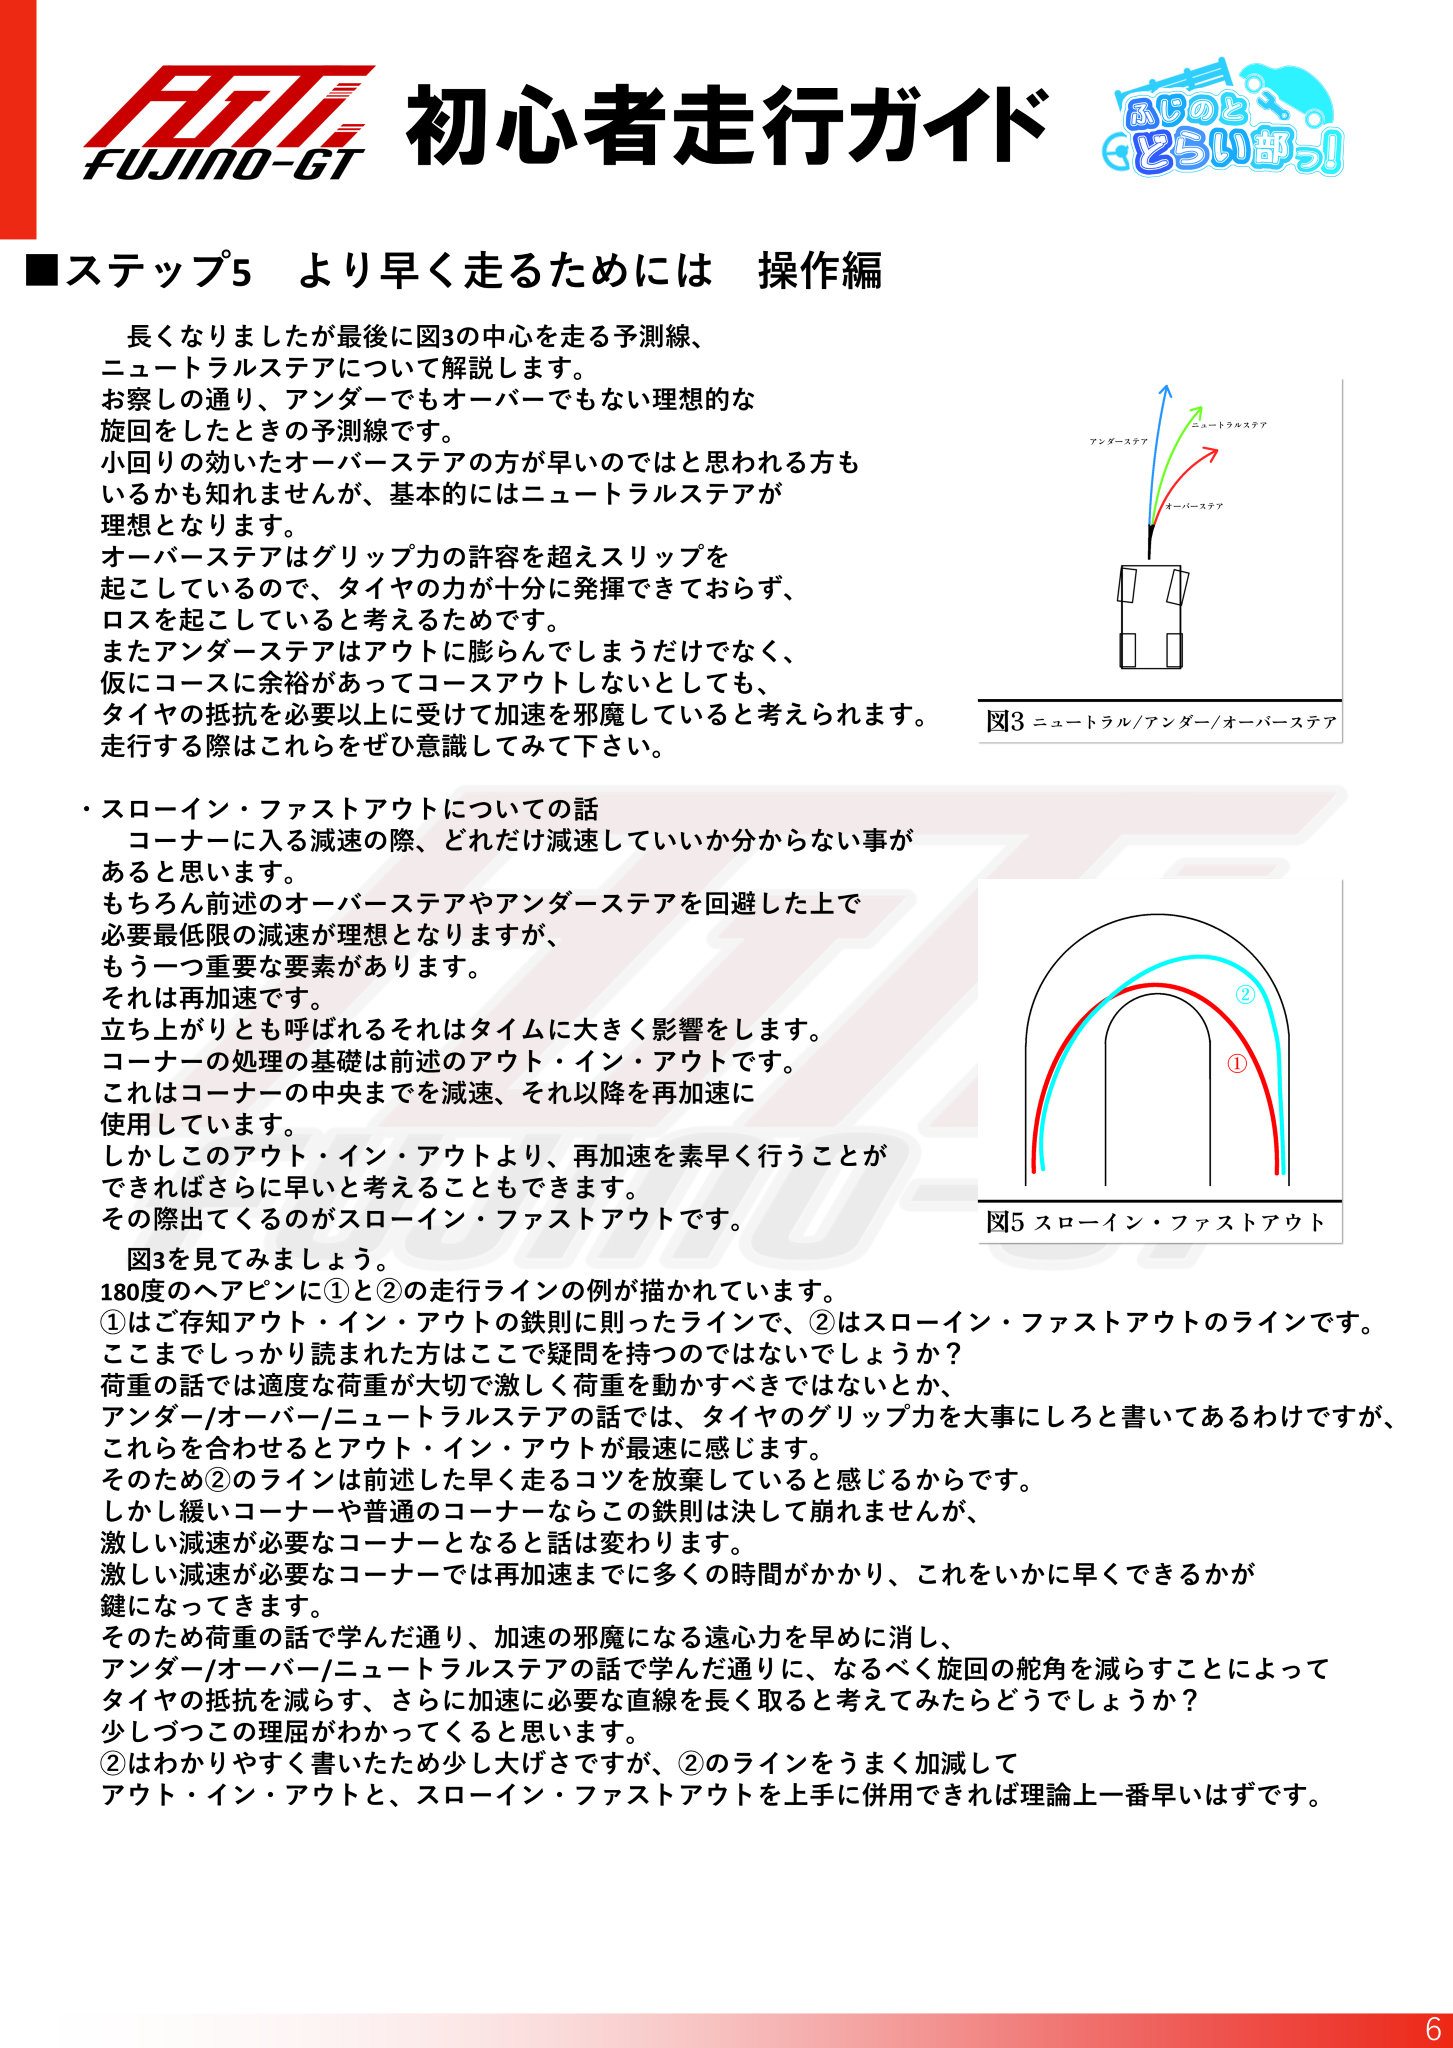 FUJINO-GT
初心者走行ガイド
ふじのと
どらい部っ!
■ステップ5　より早く走るためには　操作編
長くなりましたが最後に図3の中心を走る予測線、
ニュートラルステアについて解説します。
お察しの通り、アンダーでもオーバーでもない理想的な
旋回をしたときの予測線です。
小回りの効いたオーバーステアの方が早いのではと思われる方も
いるかも知れませんが、基本的にはニュートラルステアが
理想となります。
オーバーステアはグリップ力の許容を超えスリップを
起こしているので、タイヤの力が十分に発揮できておらず、
ロスを起こしていると考えるためです。
またアンダーステアはアウトに膨らんでしまうだけでなく、
仮にコースに余裕があってコースアウトしないとしても、
タイヤの抵抗を必要以上に受けて加速を邪魔していると考えられます。
走行する際はこれらをぜひ意識してみて下さい。
アンダーステア
ニュートラルステア
オーバーステア
図3 ニュートラル/アンダー/オーバーステア
・スローイン・ファストアウトについての話
コーナーに入る減速の際、どれだけ減速していいか分からない事が
あると思います。
もちろん前述のオーバーステアやアンダーステアを回避した上で
必要最低限の減速が理想となりますが、
もう一つ重要な要素があります。
それは再加速です。
立ち上がりとも呼ばれるそれはタイムに大きく影響をします。
コーナーの処理の基礎は前述のアウト・イン・アウトです。
これはコーナーの中央までを減速、それ以降を再加速に
使用しています。
しかしこのアウト・イン・アウトより、再加速を素早く行うことが
できればさらに早いと考えることもできます。
その際出てくるのがスローイン・ファストアウトです。
②
①
図5 スローイン・ファストアウト
図3を見てみましょう。
180度のヘアピンに①と②の走行ラインの例が描かれています。
①はご存知アウト・イン・アウトの鉄則に則ったラインで、②はスローイン・ファストアウトのラインです。
ここまでしっかり読まれた方はここで疑問を持つのではないでしょうか？
荷重の話では適度な荷重が大切で激しく荷重を動かすべきではないとか、
アンダー/オーバー/ニュートラルステアの話では、タイヤのグリップ力を大事にしろと書いてあるわけですが、
これらを合わせるとアウト・イン・アウトが最速に感じます。
そのため②のラインは前述した早く走るコツを放棄していると感じるからです。
しかし緩いコーナーや普通のコーナーならこの鉄則は決して崩れませんが、
激しい減速が必要なコーナーとなると話は変わります。
激しい減速が必要なコーナーでは再加速までに多くの時間がかかり、これをいかに早くできるかが
鍵になってきます。
そのため荷重の話で学んだ通り、加速の邪魔になる遠心力を早めに消し、
アンダー/オーバー/ニュートラルステアの話で学んだ通りに、なるべく旋回の舵角を減らすことによって
タイヤの抵抗を減らす、さらに加速に必要な直線を長く取ると考えてみたらどうでしょうか？
少しづつこの理屈がわかってくると思います。
②はわかりやすく書いたため少し大げさですが、②のラインをうまく加減して
アウト・イン・アウトと、スローイン・ファストアウトを上手に併用できれば理論上一番早いはずです。
6